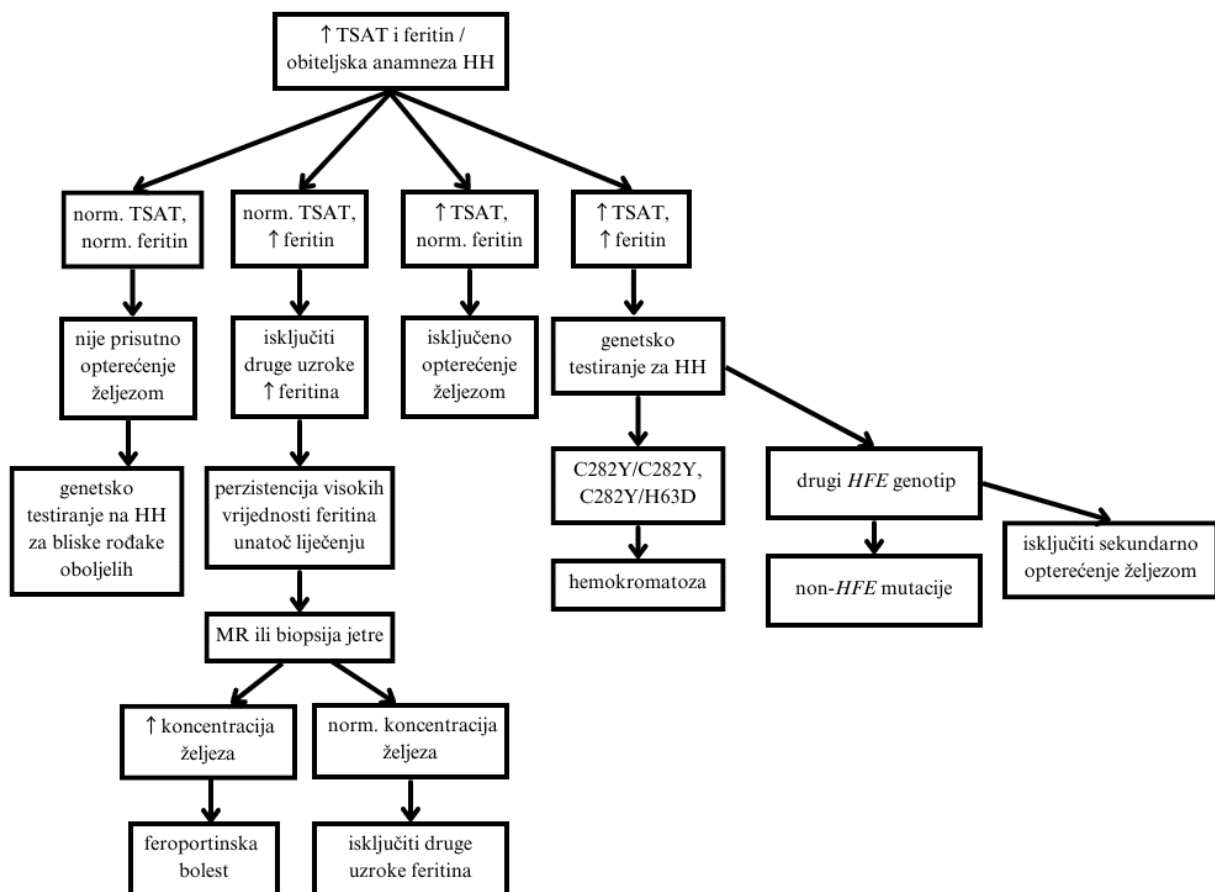 ↑ TSAT i feritin /
obiteljska anamneza HH
norm. TSAT,
norm. feritin
norm. TSAT,
↑ feritin
↑ TSAT,
norm. feritin
↑ TSAT,
↑ feritin
nije prisutno
opterećenje
željezom
isključiti
druge uzroke
↑ feritina
isključeno
opterećenje
željezom
genetsko
testiranje za HH
genetsko
testiranje na HH
za bliske rođake
oboljelih
perzistencija visokih
vrijednosti feritina
unatoč liječenju
C282Y/C282Y,
C282Y/H63D
drugi HFE genotip
hemokromatoza
non-HFE mutacije
isključiti sekundarno
opterećenje željezom
MR ili biopsija jetre
↑ koncentracija
željeza
norm. koncentracija
željeza
feroportinska
bolest
isključiti druge
uzroke feritina